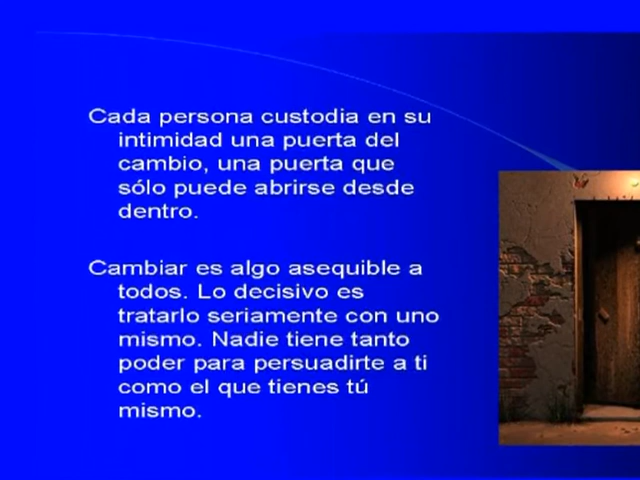 Cada persona custodia en su
intimidad una puerta del
cambio, una puerta que
sólo puede abrirse desde
dentro.
Cambiar es algo asequible a
todos. Lo decisivo es
tratarlo seriamente con uno
mismo. Nadie tiene tanto
poder para persuadirte a ti
como el que tienes tú
mismo.